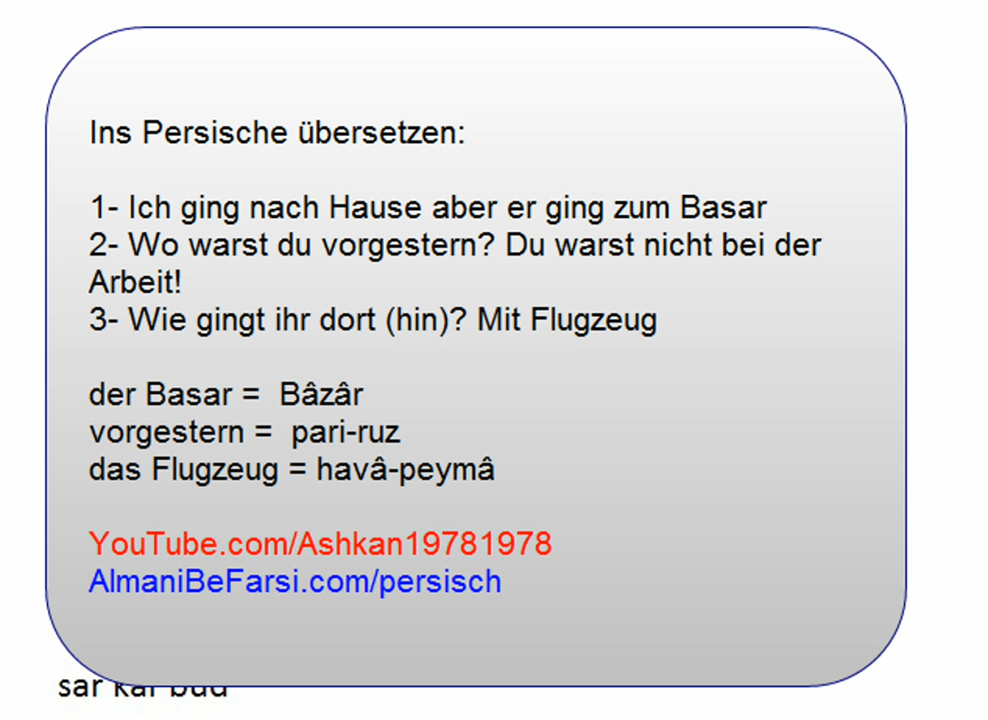 Ins Persische übersetzen:
1- Ich ging nach Hause aber er ging zum Basar
2- Wo warst du vorgestern? Du warst nicht bei der
Arbeit!
3- Wie gingt ihr dort (hin)? Mit Flugzeug
der Basar = Bâzâr
vorgestern = pari-ruz
das Flugzeug = havâ-peymâ
YouTube.com/Ashkan19781978
AlmaniBeFarsi.com/persisch
sar